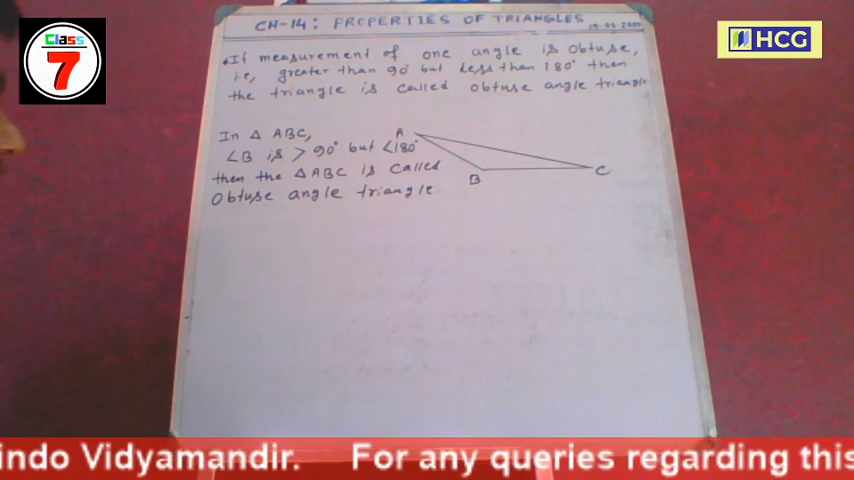 CH-14: PROPERTIES OF TRIANGLES
Class
7
HCG
If measurement of one angle is obtuse,
i.e, greater than 90° but less than 180° then
the triangle is called obtuse angle triangle
In △ ABC,
∠B is > 90° but <180°
then the △ABC is called
Obtuse angle triangle
A
B
C
indo Vidyamandir. For any queries regarding this